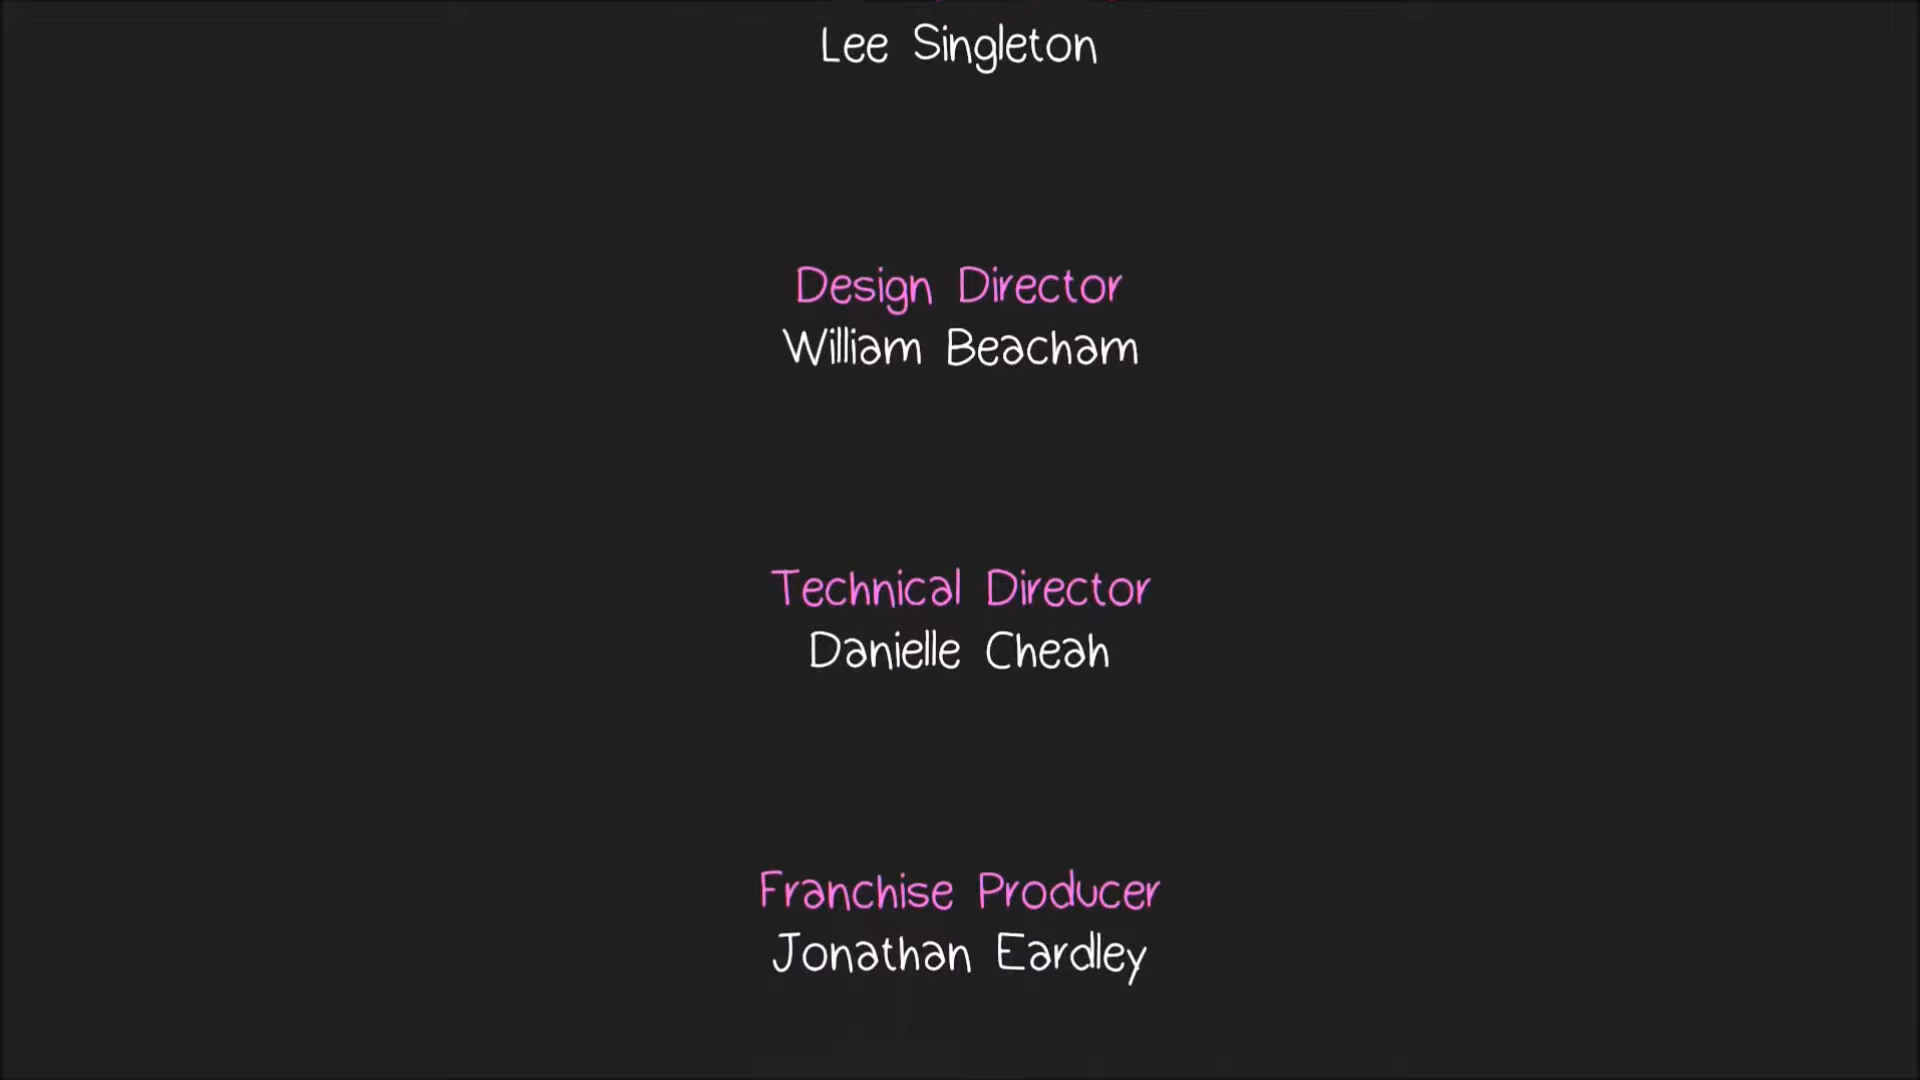 Lee Singleton
Design Director
William Beacham
Technical Director
Danielle Cheah
Franchise Producer
Jonathan Eardley